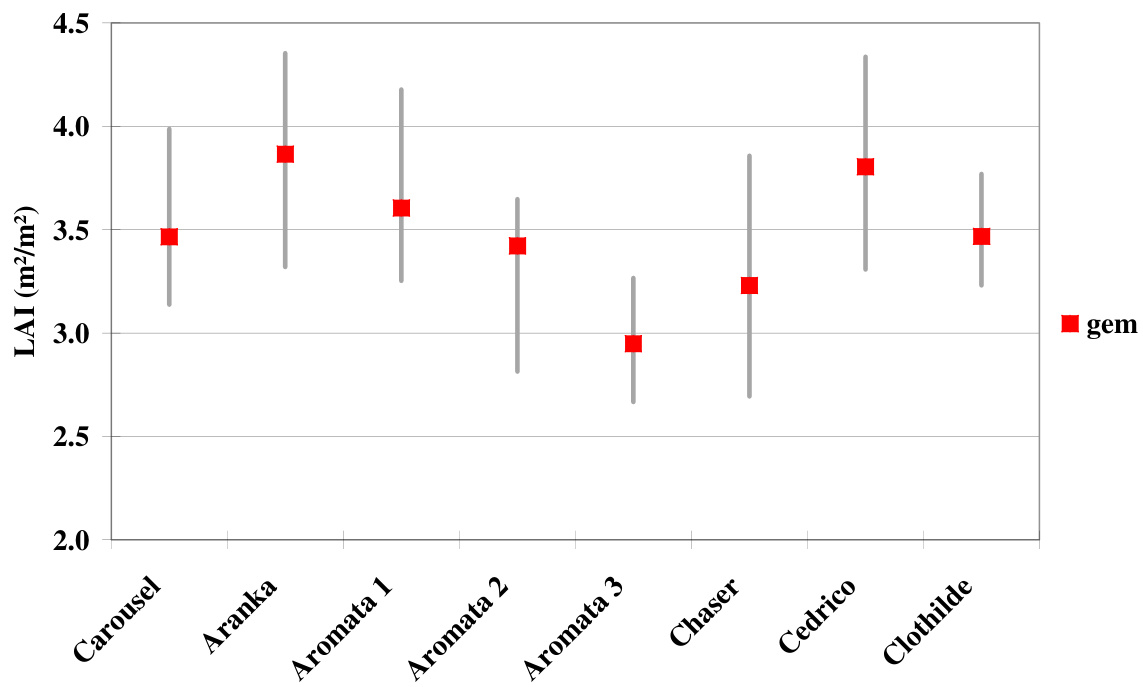 4.5
4.0
3.5
3.0
2.5
2.0
LAI (m²/m²)
gem
Carousel
Aranka
Aromata 1
Aromata 2
Aromata 3
Chaser
Cedrico
Clothilde